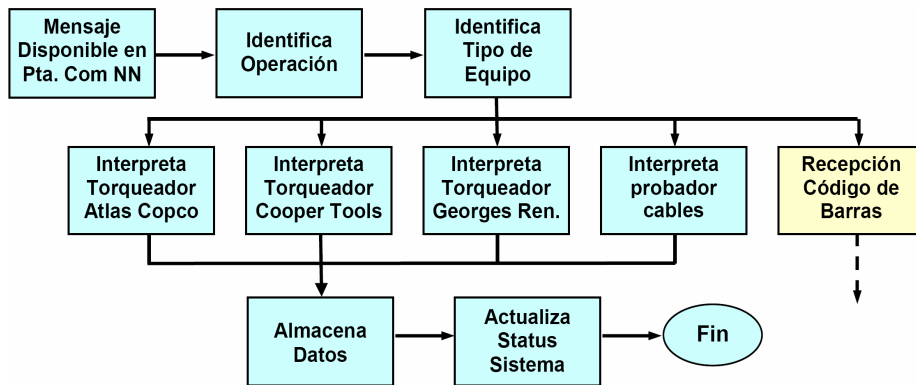 Mensaje
Disponible en
Pta. Com NN
Identifica
Operación
Identifica
Tipo de
Equipo
Interpreta
Torqueador
Atlas Copco
Interpreta
Torqueador
Cooper Tools
Interpreta
Torqueador
Georges Ren.
Interpreta
probador
cables
Recepción
Código de
Barras
Almacena
Datos
Actualiza
Status
Sistema
Fin